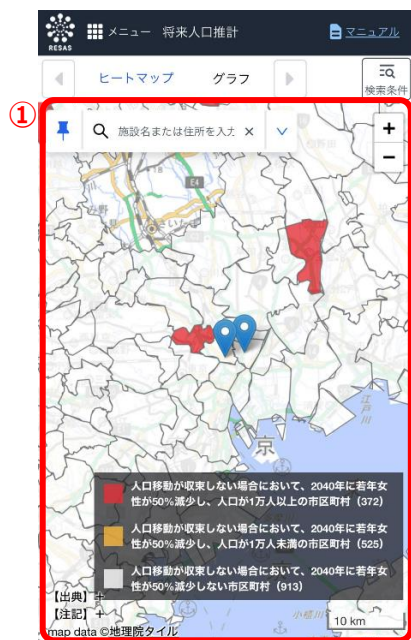 RESAS
メニュー 将来人口推計
マニュアル
ヒートマップ グラフ
検索条件
①
施設名または住所を入力 ×
+
−
E4
さいたま
京
江戸川
人口移動が収束しない場合において、2040年に若年女
性が50%減少し、人口が1万人以上の市区町村（372）
人口移動が収束しない場合において、2040年に若年女
性が50%減少し、人口が1万人未満の市区町村（525）
人口移動が収束しない場合において、2040年に若年女
性が50%減少しない市区町村（913）
【出典】+
【注記】+
10 km
map data ©地理院タイル